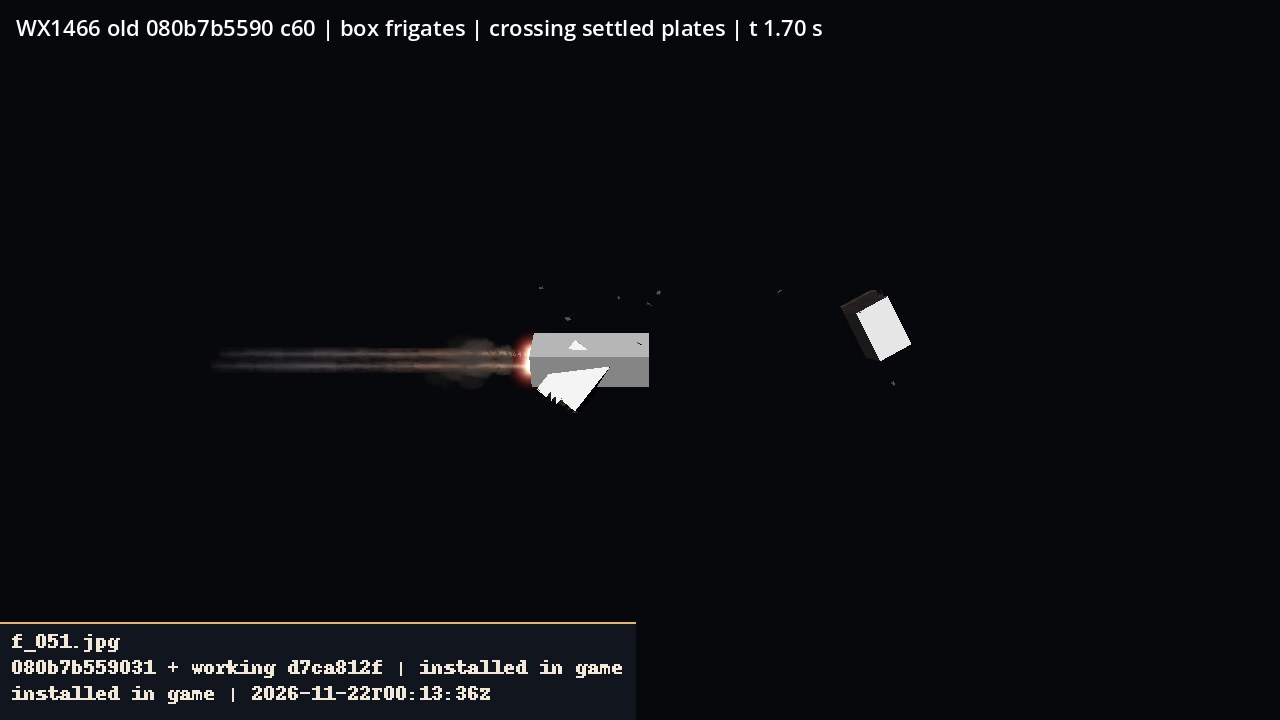 WX1466 old 080b7b5590 c60 | box frigates | crossing settled plates | t 1.70 s
f_051.jpg
080b7b559031 + working d7ca812f | installed in game
installed in game | 2026-11-22T00:13:36Z